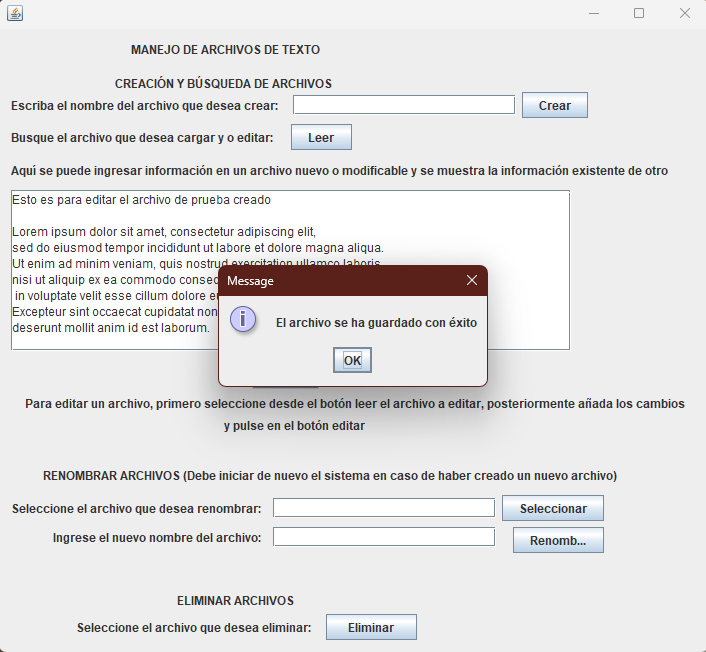 MANEJO DE ARCHIVOS DE TEXTO
CREACIÓN Y BÚSQUEDA DE ARCHIVOS
Escriba el nombre del archivo que desea crear: Crear
Busque el archivo que desea cargar y o editar: Leer
Aquí se puede ingresar información en un archivo nuevo o modificable y se muestra la información existente de otro
Esto es para editar el archivo de prueba creado
Lorem ipsum dolor sit amet, consectetur adipiscing elit,
sed do eiusmod tempor incididunt ut labore et dolore magna aliqua.
Ut enim ad minim veniam, quis nostrud exercitation ullamco laboris
nisi ut aliquip ex ea commodo
in voluptate velit esse cillum dolore
Excepteur sint occaecat cupidatat non
deserunt mollit anim id est laborum.
Message
El archivo se ha guardado con éxito
OK
Para editar un archivo, primero seleccione desde el botón leer el archivo a editar, posteriormente añada los cambios
y pulse en el botón editar
RENOMBRAR ARCHIVOS (Debe iniciar de nuevo el sistema en caso de haber creado un nuevo archivo)
Seleccione el archivo que desea renombrar: Seleccionar
Ingrese el nuevo nombre del archivo: Renomb...
ELIMINAR ARCHIVOS
Seleccione el archivo que desea eliminar: Eliminar